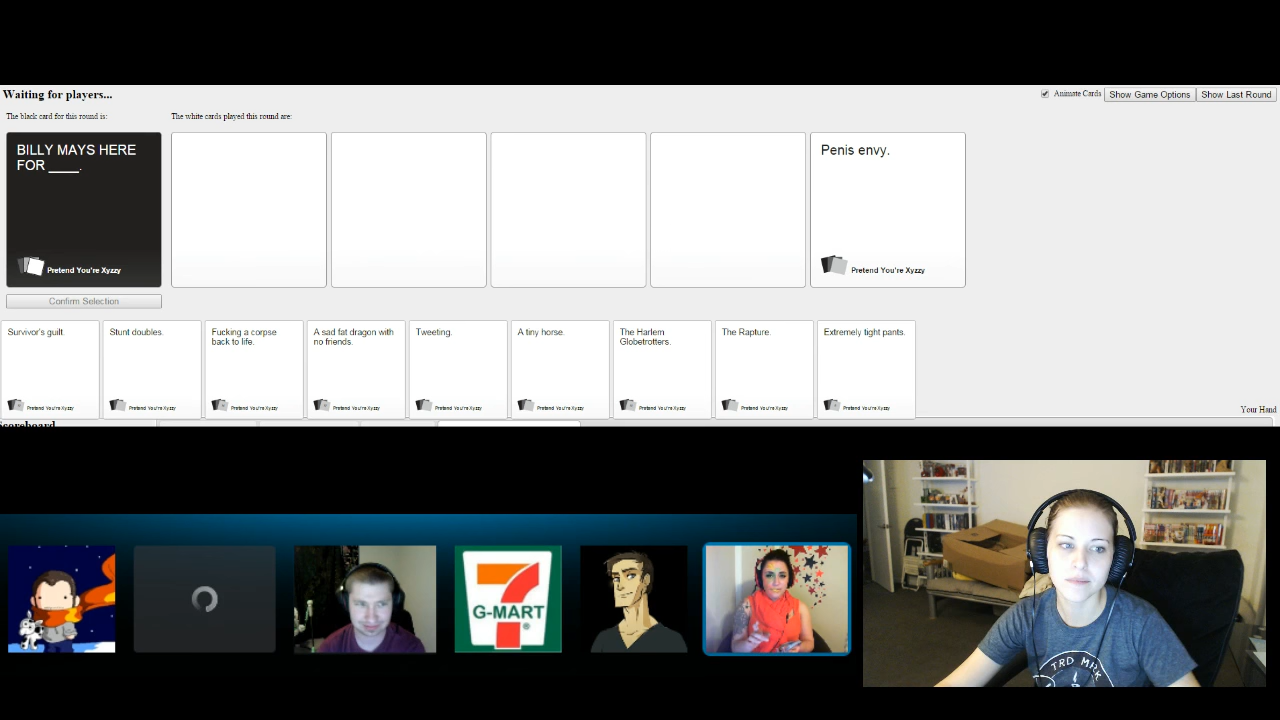 Waiting for players...
Animate Cards
Show Game Options
Show Last Round
The black card for this round is:
The white cards played this round are:
BILLY MAYS HERE
FOR ____.
Pretend You're Xyzzy
Penis envy.
Pretend You're Xyzzy
Confirm Selection
Survivor's guilt.
Pretend You're Xyzzy
Stunt doubles.
Pretend You're Xyzzy
Fucking a corpse
back to life.
Pretend You're Xyzzy
A sad fat dragon with
no friends.
Pretend You're Xyzzy
Tweeting.
Pretend You're Xyzzy
A tiny horse.
Pretend You're Xyzzy
The Harlem
Globetrotters.
Pretend You're Xyzzy
The Rapture.
Pretend You're Xyzzy
Extremely tight pants.
Pretend You're Xyzzy
Your Hand
Scoreboard
7
G-MART
®
TRD MRK